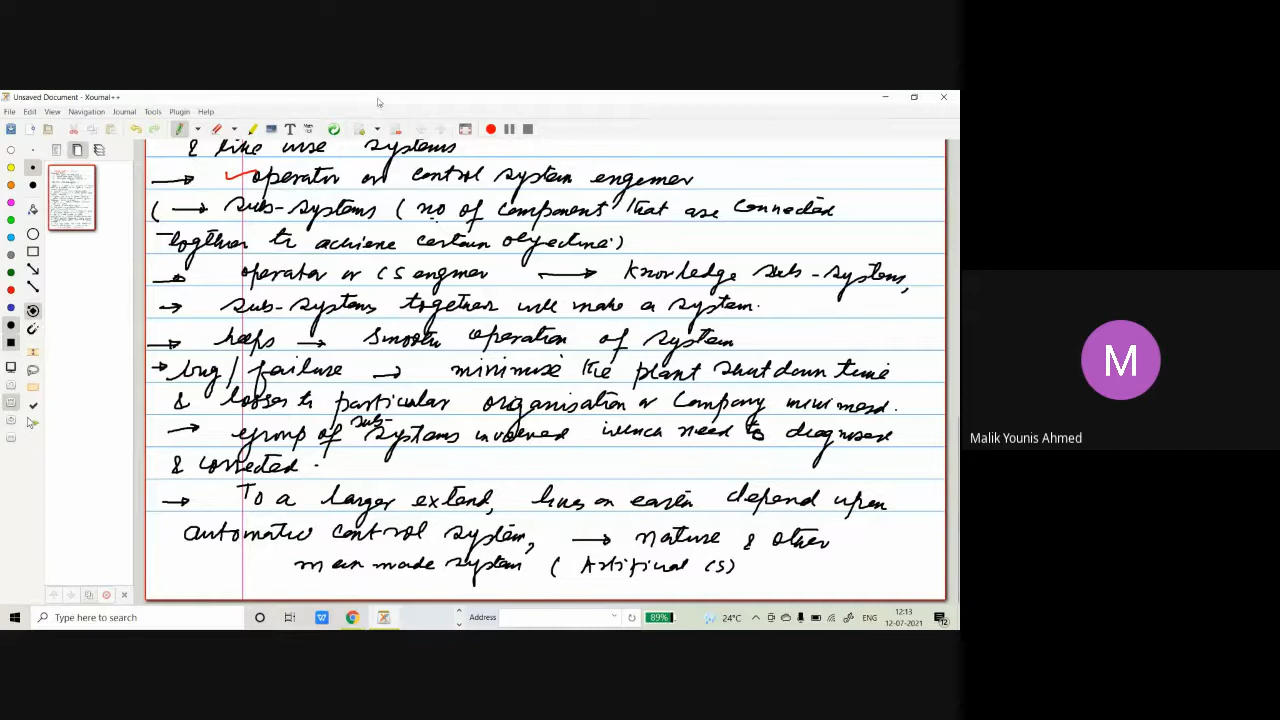 Unsaved Document - Xournal++
File Edit View Navigation Journal Tools Plugin Help
& like wise systems
→ operator or control system engineer
( → sub-systems ( no of component that are connected
together to achieve certain objective.)
→ operator or CS engineer → Knowledge sub-systems,
→ sub-systems together will make a system.
→ helps → smooth operation of system
→ bug / failure → minimise the plant shutdown time
& losses to particular organisation or company minimised.
→ group of sub-systems involved which need to diagnosed
& corrected.
→ To a larger extend, lives on earth depend upon
automatic control system, → nature & other
man made system ( Artificial CS)
M
Malik Younis Ahmed
Type here to search
Address
89%
24°C
ENG
12:13
12-07-2021